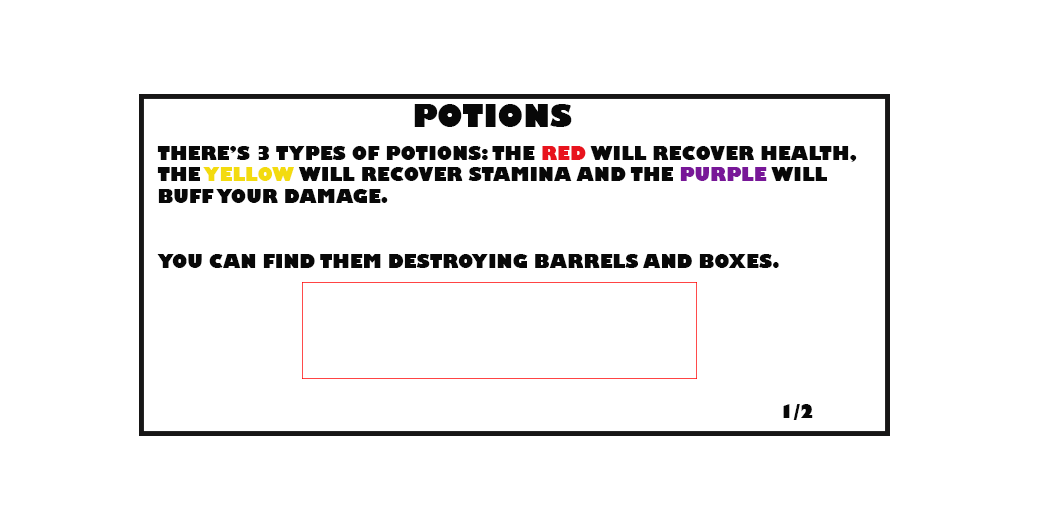 POTIONS
THERE'S 3 TYPES OF POTIONS: THE RED WILL RECOVER HEALTH,
THE YELLOW WILL RECOVER STAMINA AND THE PURPLE WILL
BUFF YOUR DAMAGE.
YOU CAN FIND THEM DESTROYING BARRELS AND BOXES.
1/2